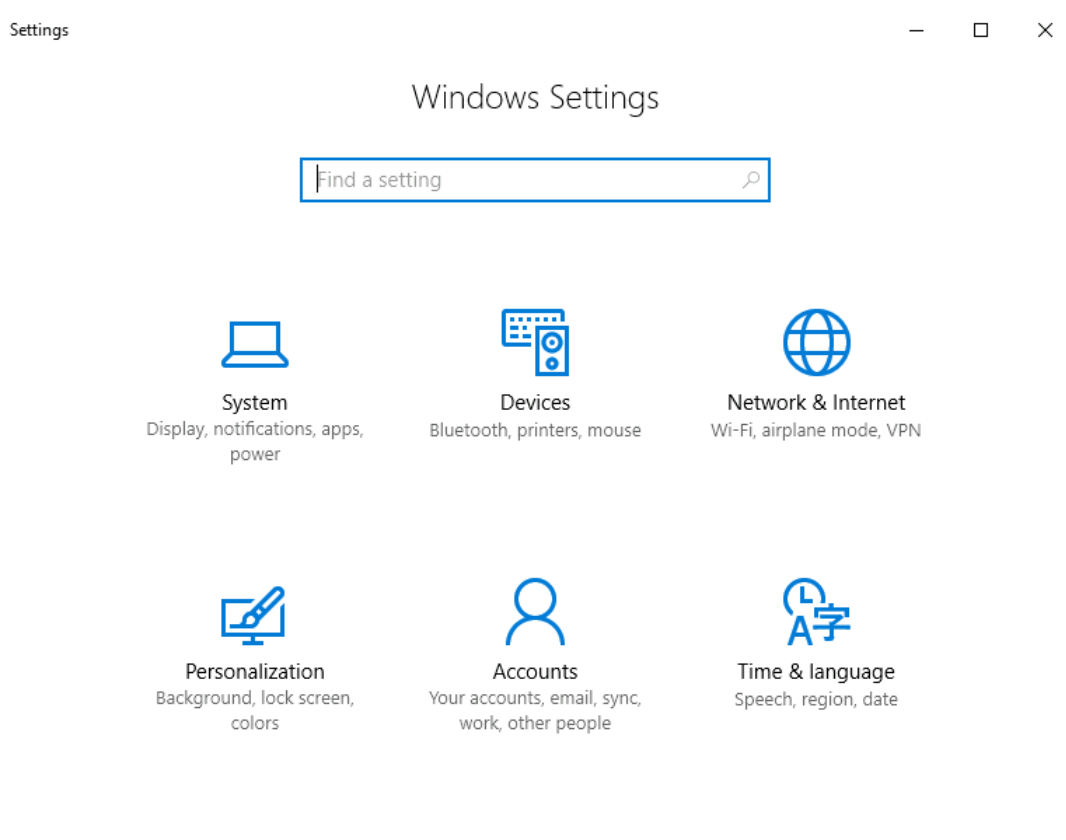 Settings
Windows Settings
Find a setting
System
Display, notifications, apps,
power
Devices
Bluetooth, printers, mouse
Network & Internet
Wi-Fi, airplane mode, VPN
Personalization
Background, lock screen,
colors
Accounts
Your accounts, email, sync,
work, other people
A字
Time & language
Speech, region, date